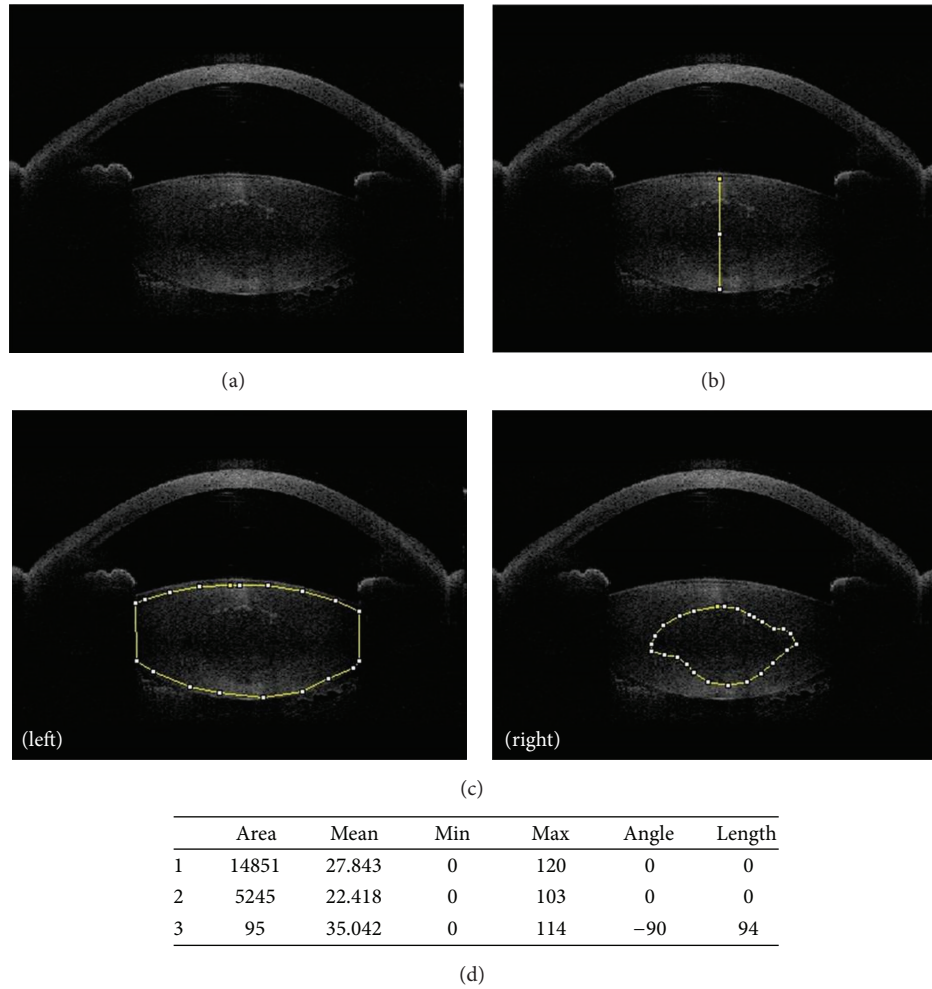 (a)
(b)
(left)
(right)
(c)
Area Mean Min Max Angle Length
1 14851 27.843 0 120 0 0
2 5245 22.418 0 103 0 0
3 95 35.042 0 114 −90 94
(d)